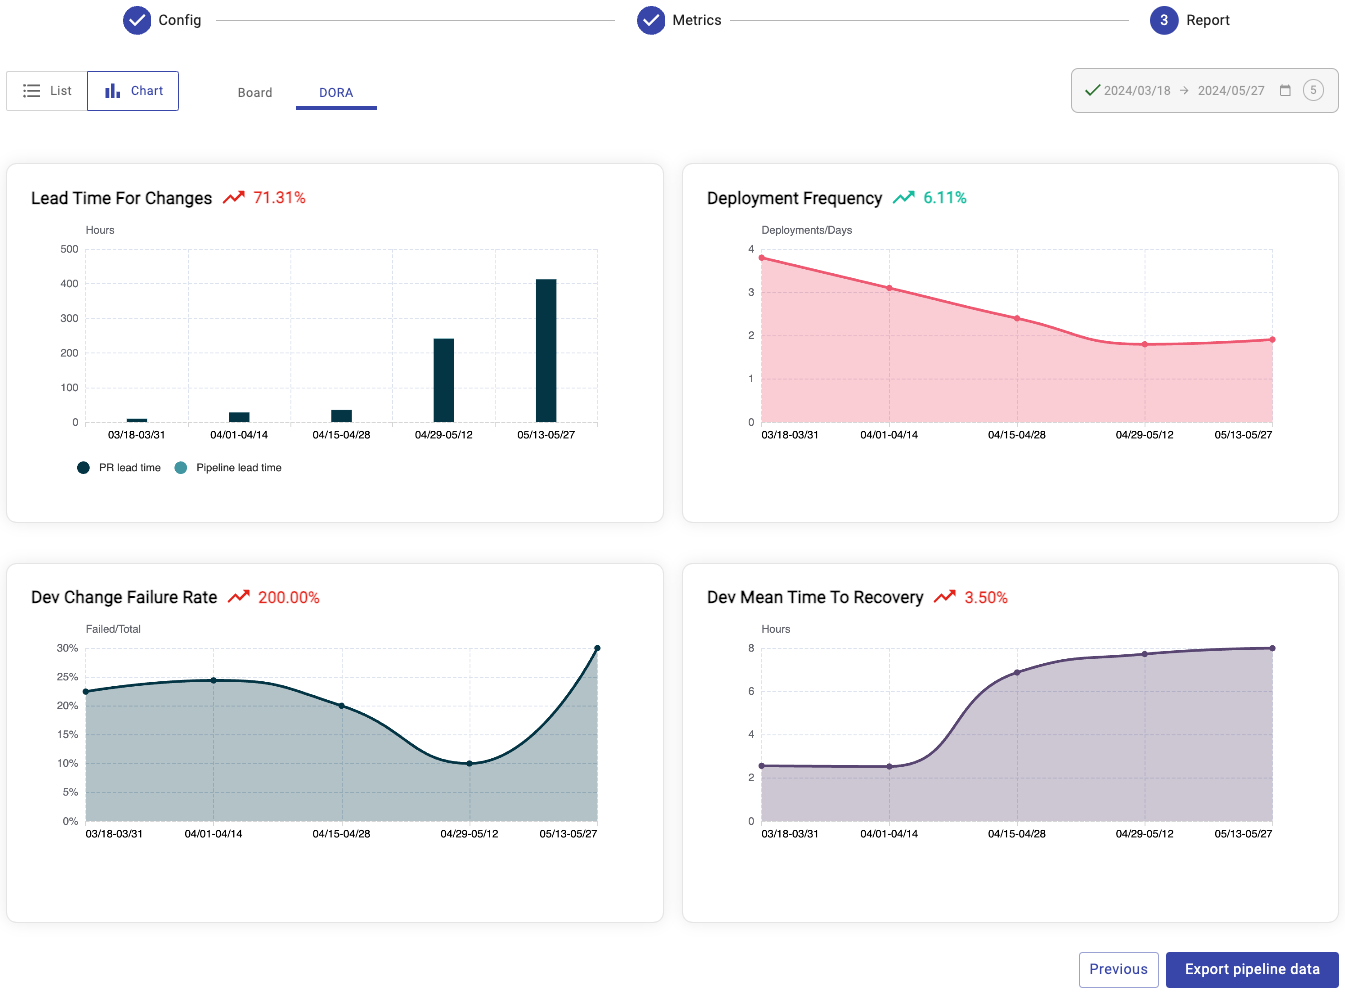 Config
Metrics
3 Report
List
Chart
Board
DORA
2024/03/18 → 2024/05/27 5
Lead Time For Changes 71.31%
Hours
500
400
300
200
100
0
03/18-03/31 04/01-04/14 04/15-04/28 04/29-05/12 05/13-05/27
PR lead time Pipeline lead time
Deployment Frequency 6.11%
Deployments/Days
4
3
2
1
0
03/18-03/31 04/01-04/14 04/15-04/28 04/29-05/12 05/13-05/27
Dev Change Failure Rate 200.00%
Failed/Total
30%
25%
20%
15%
10%
5%
0%
03/18-03/31 04/01-04/14 04/15-04/28 04/29-05/12 05/13-05/27
Dev Mean Time To Recovery 3.50%
Hours
8
6
4
2
0
03/18-03/31 04/01-04/14 04/15-04/28 04/29-05/12 05/13-05/27
Previous
Export pipeline data